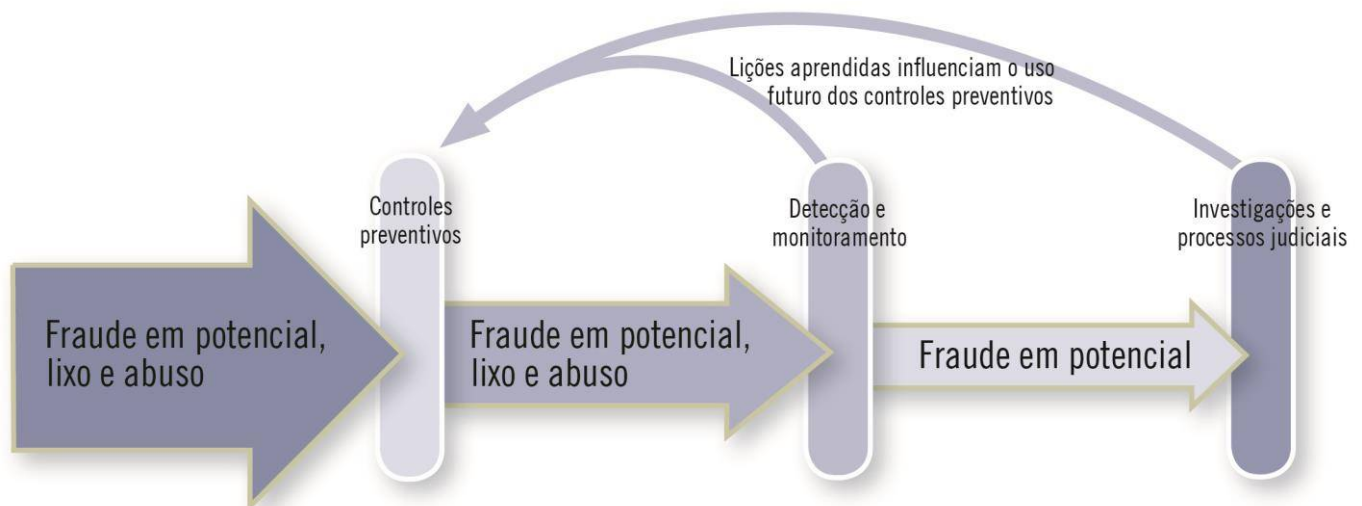 Lições aprendidas influenciam o uso
futuro dos controles preventivos
Controles
preventivos
Detecção e
monitoramento
Investigações e
processos judiciais
Fraude em potencial,
lixo e abuso
Fraude em potencial,
lixo e abuso
Fraude em potencial